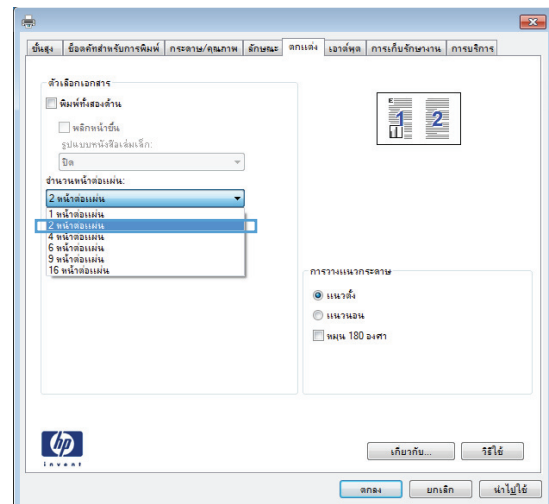 ขั้นสูง ช็อตคัทสำหรับการพิมพ์ กระดาษ/คุณภาพ ลักษณะ ตกแต่ง เอาต์พุต การเก็บรักษางาน การบริการ
ตัวเลือกเอกสาร
พิมพ์ทั้งสองด้าน
พลิกหน้าขึ้น
รูปแบบหนังสือเล่มเล็ก:
ปิด
จำนวนหน้าต่อแผ่น:
2 หน้าต่อแผ่น
1 หน้าต่อแผ่น
2 หน้าต่อแผ่น
4 หน้าต่อแผ่น
6 หน้าต่อแผ่น
9 หน้าต่อแผ่น
16 หน้าต่อแผ่น
E
1 2
การวางแนวกระดาษ
แนวตั้ง
แนวนอน
หมุน 180 องศา
hp
invent
เกี่ยวกับ... วิธีใช้
ตกลง ยกเลิก นำไปใช้